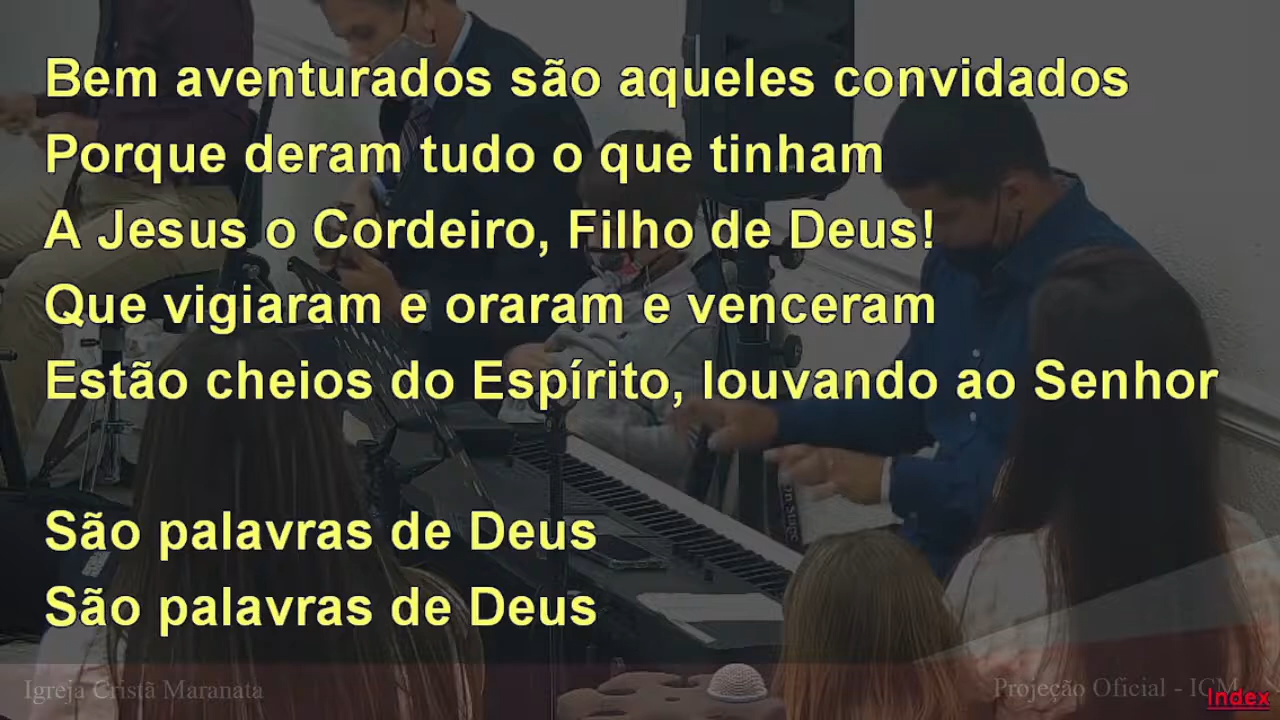 Bem aventurados são aqueles convidados
Porque deram tudo o que tinham
A Jesus o Cordeiro, Filho de Deus!
Que vigiaram e oraram e venceram
Estão cheios do Espírito, louvando ao Senhor
São palavras de Deus
São palavras de Deus
Igreja Cristã Maranata
Projeção Oficial - ICM
Index